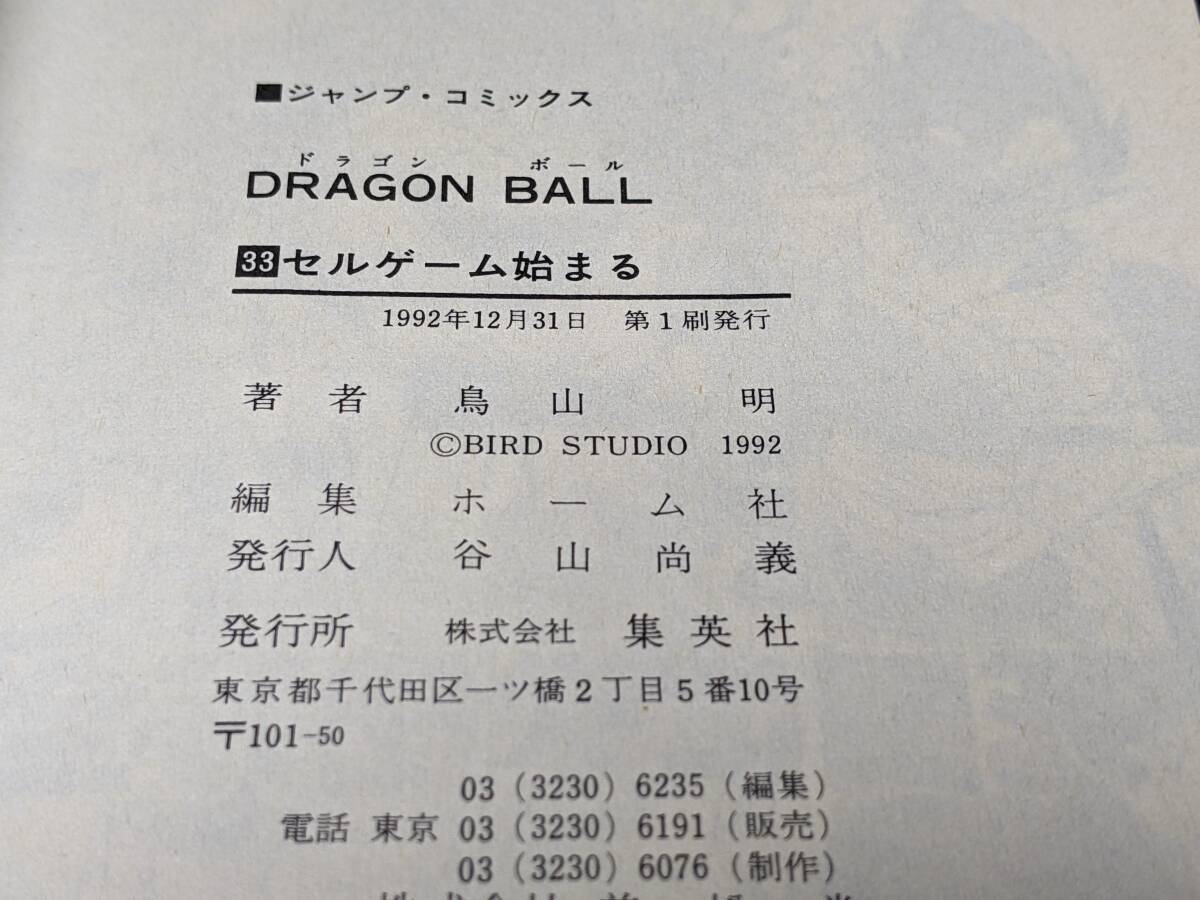 ■ジャンプ・コミックス
ドラゴン ボール
DRAGON BALL
33セルゲーム始まる
1992年12月31日 第1刷発行
著者 鳥山 明
©BIRD STUDIO 1992
編集 ホーム社
発行人 谷山尚義
発行所 株式会社 集英社
東京都千代田区一ツ橋2丁目5番10号
〒101-50
03(3230)6235(編集)
電話 東京 03(3230)6191(販売)
03(3230)6076(制作)